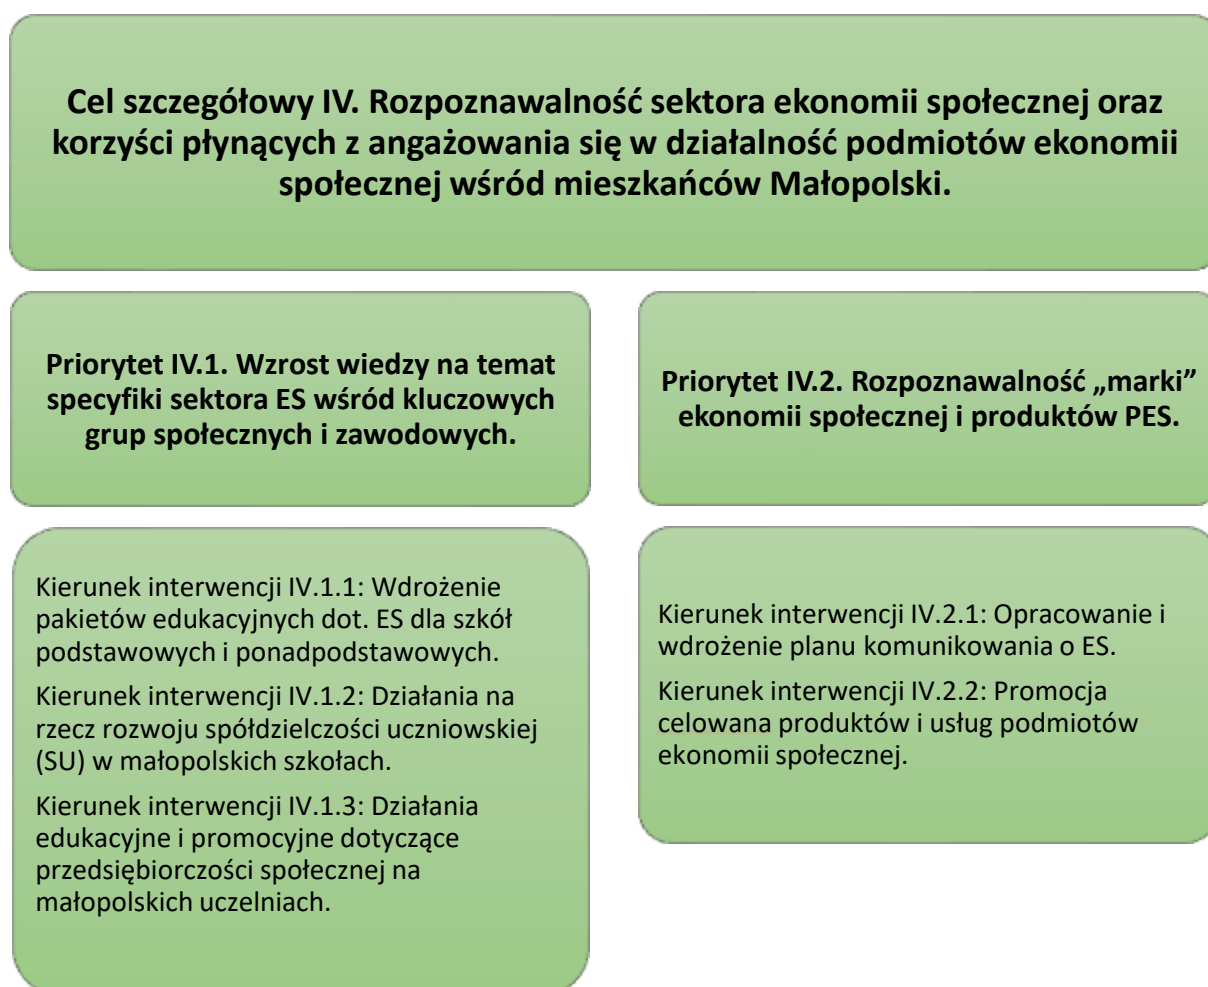 Cel szczegółowy IV. Rozpoznawalność sektora ekonomii społecznej oraz
korzyści płynących z angażowania się w działalność podmiotów ekonomii
społecznej wśród mieszkańców Małopolski.
Priorytet IV.1. Wzrost wiedzy na temat
specyfiki sektora ES wśród kluczowych
grup społecznych i zawodowych.
Priorytet IV.2. Rozpoznawalność „marki”
ekonomii społecznej i produktów PES.
Kierunek interwencji IV.1.1: Wdrożenie
pakietów edukacyjnych dot. ES dla szkół
podstawowych i ponadpodstawowych.
Kierunek interwencji IV.1.2: Działania na
rzecz rozwoju spółdzielczości uczniowskiej
(SU) w małopolskich szkołach.
Kierunek interwencji IV.1.3: Działania
edukacyjne i promocyjne dotyczące
przedsiębiorczości społecznej na
małopolskich uczelniach.
Kierunek interwencji IV.2.1: Opracowanie i
wdrożenie planu komunikowania o ES.
Kierunek interwencji IV.2.2: Promocja
celowana produktów i usług podmiotów
ekonomii społecznej.